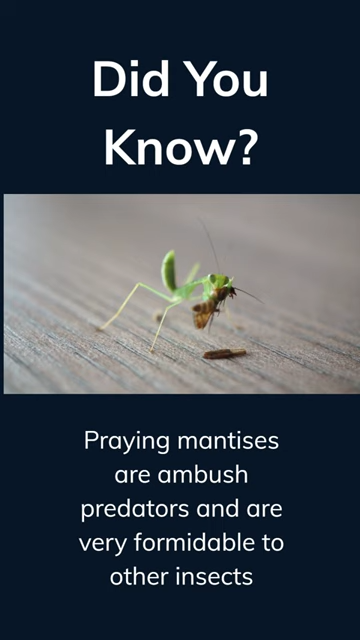 Did You
Know?
Praying mantises
are ambush
predators and are
very formidable to
other insects